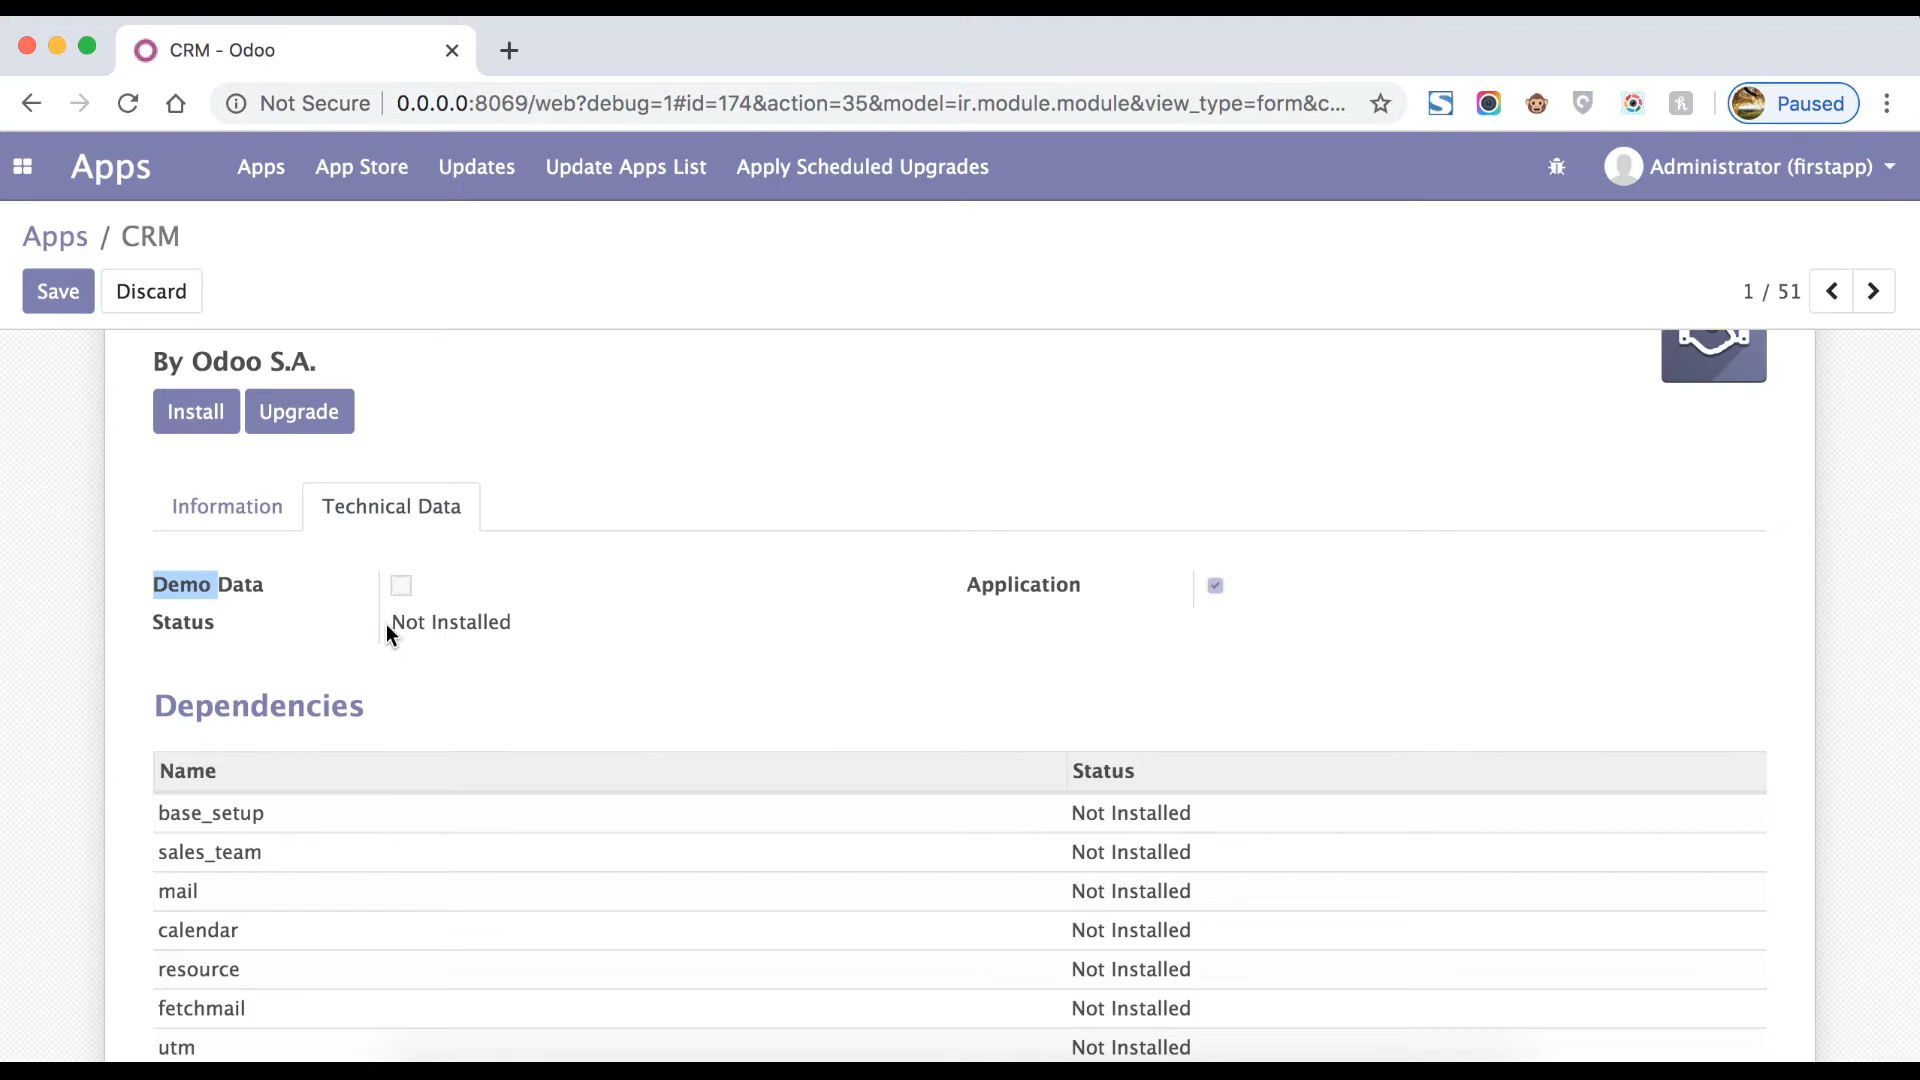 CRM - Odoo
Not Secure 0.0.0.0:8069/web?debug=1#id=174&action=35&model=ir.module.module&view_type=form&c... Paused
Apps Apps App Store Updates Update Apps List Apply Scheduled Upgrades Administrator (firstapp)
Apps / CRM
Save Discard 1 / 51
By Odoo S.A.
Install Upgrade
Information Technical Data
Demo Data Application
Status Not Installed
Dependencies
Name Status
base_setup Not Installed
sales_team Not Installed
mail Not Installed
calendar Not Installed
resource Not Installed
fetchmail Not Installed
utm Not Installed